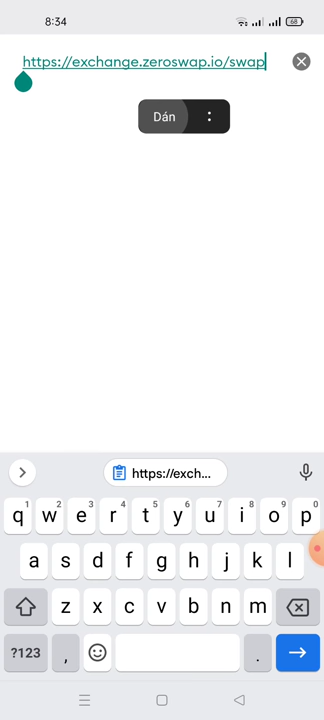 8:34
68
https://exchange.zeroswap.io/swap
Dán
https://exch...
1 2 3 4 5 6 7 8 9 0
q w e r t y u i o p
a s d f g h j k l
z x c v b n m
?123 , .